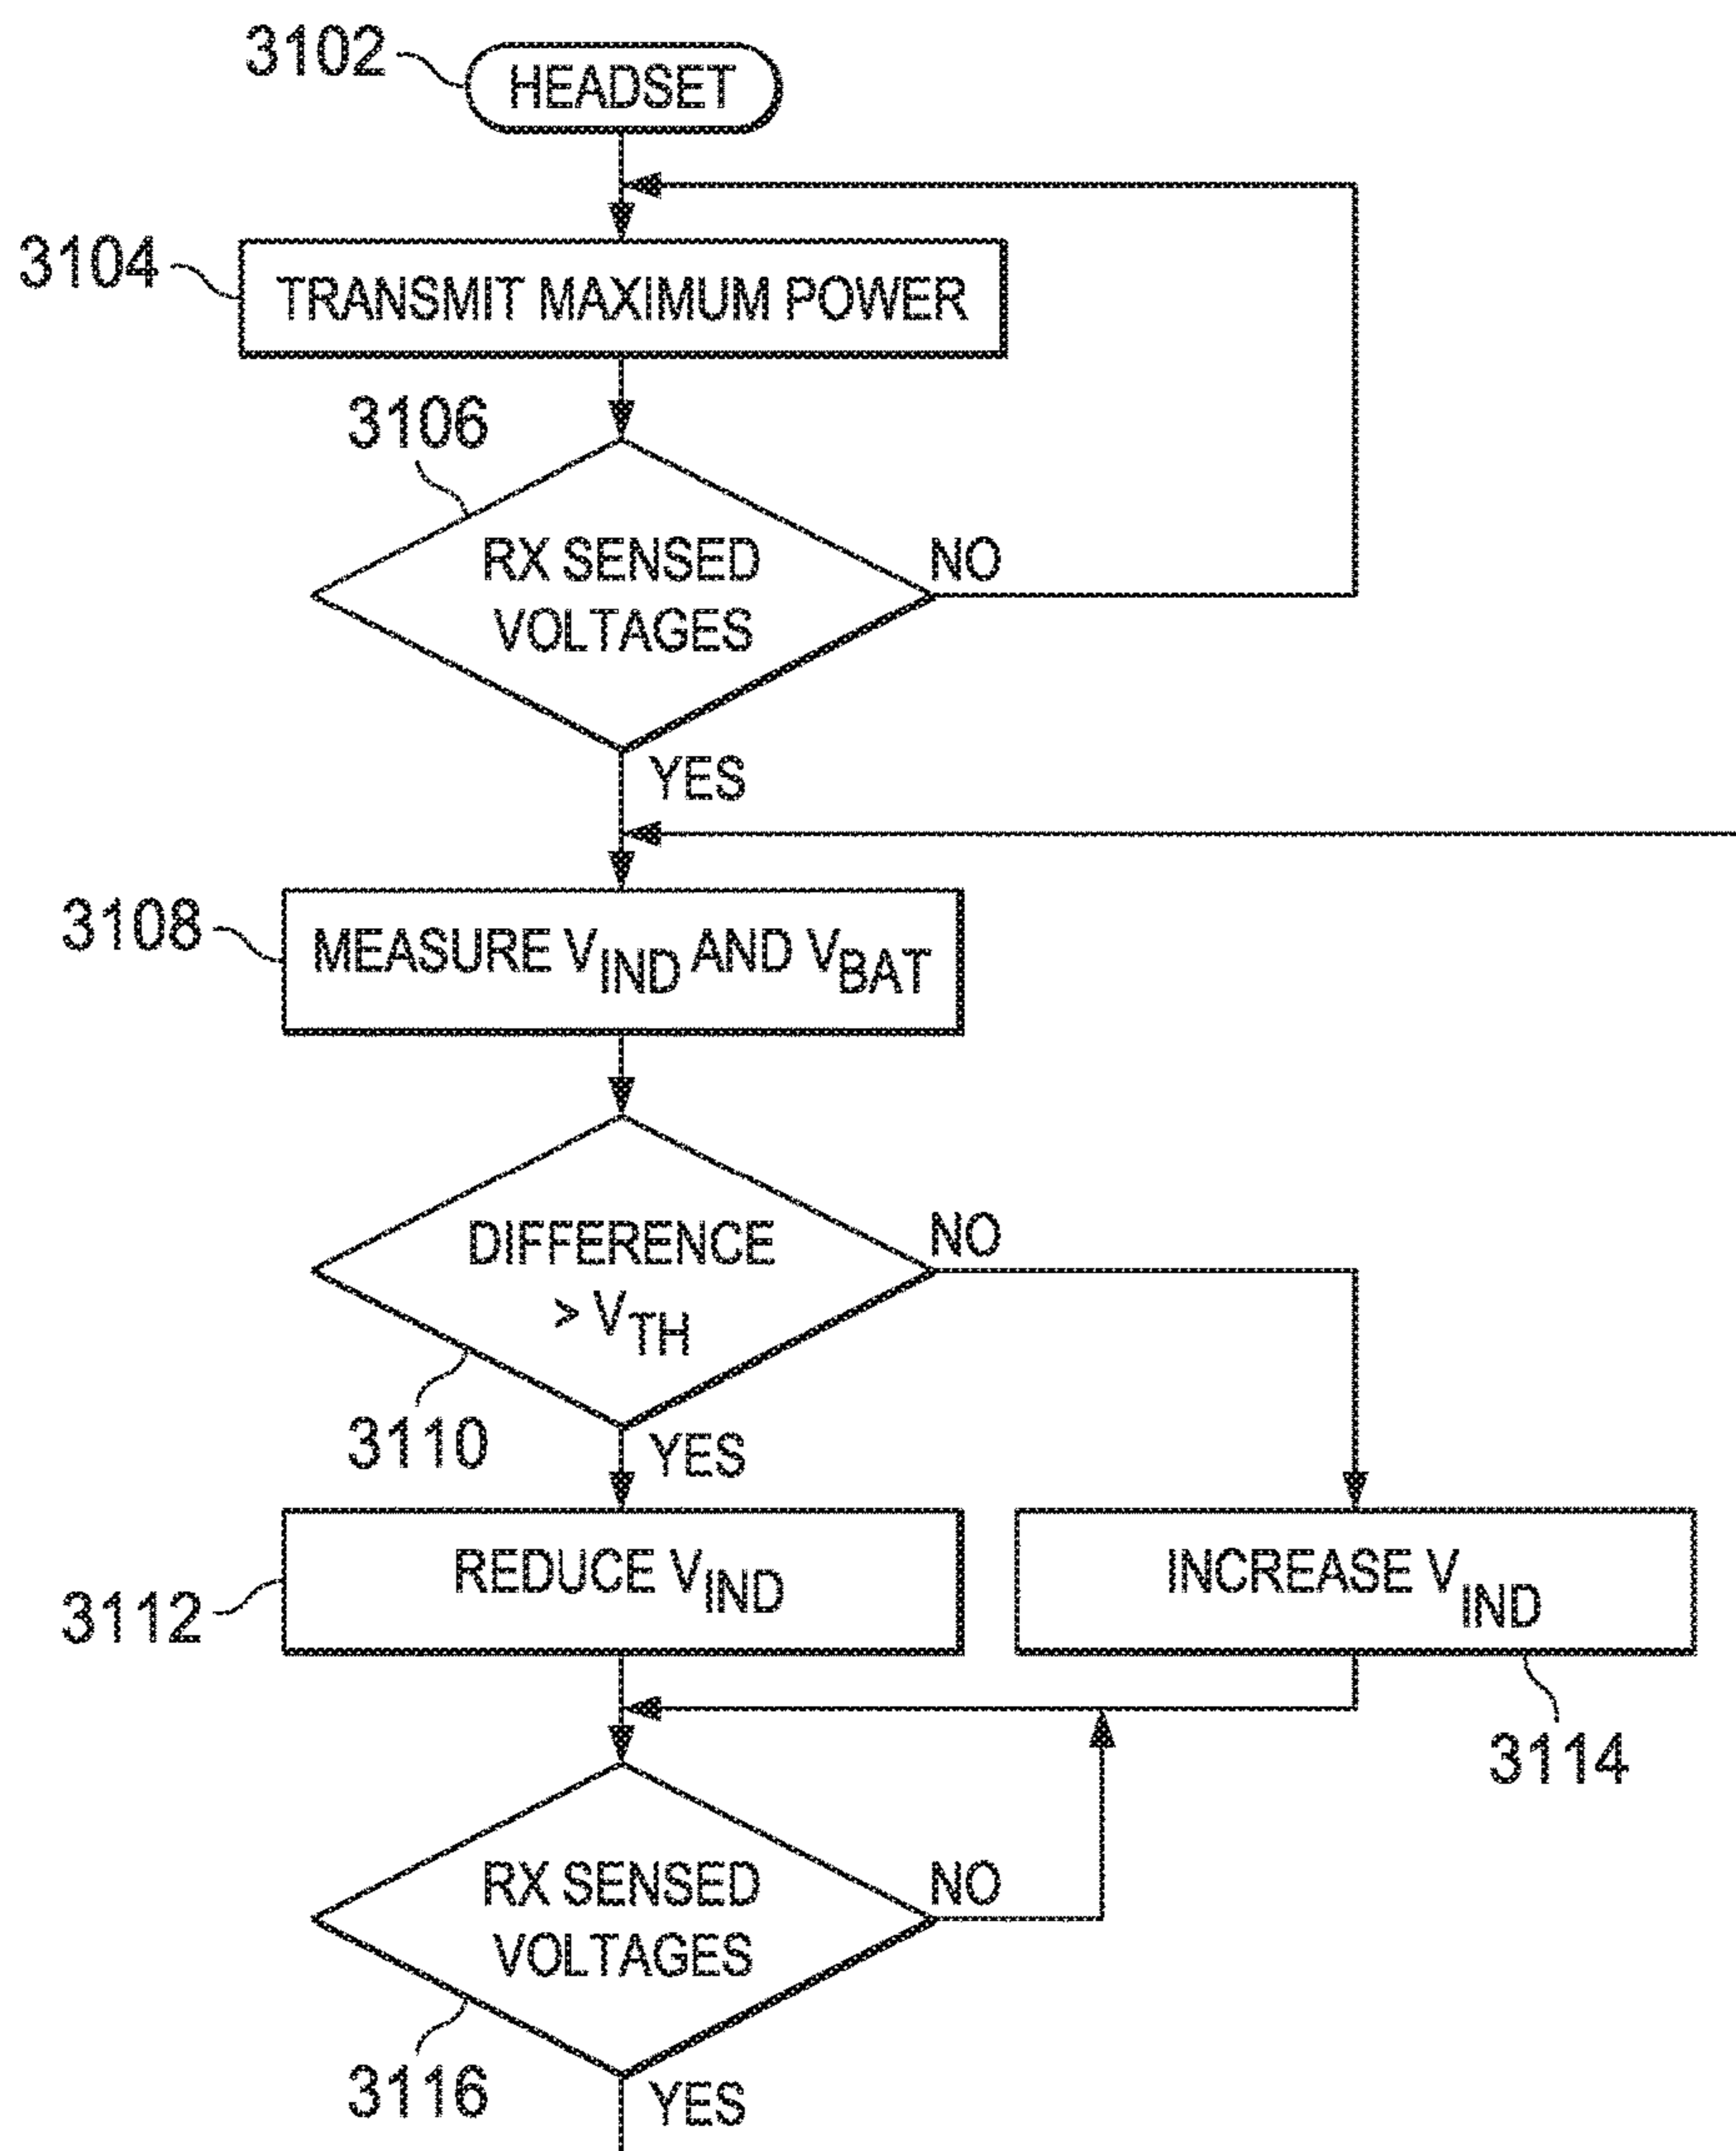 3102
HEADSET
3104
TRANSMIT MAXIMUM POWER
3106
RX SENSED
VOLTAGES
NO
YES
3108
MEASURE VIND AND VBAT
DIFFERENCE
> VTH
NO
3110
YES
3112
REDUCE VIND
INCREASE VIND
3114
RX SENSED
VOLTAGES
NO
3116
YES